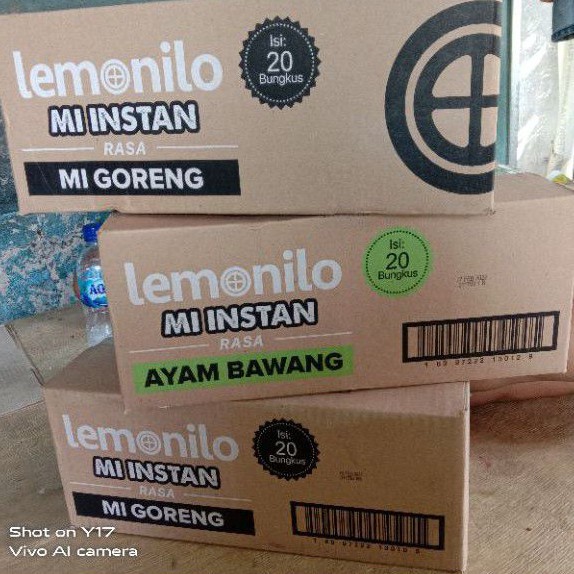 lemonilo
MI INSTAN
RASA
MI GORENG
Isi:
20
Bungkus
lemonilo
MI INSTAN
RASA
AYAM BAWANG
Isi:
20
Bungkus
lemonilo
MI INSTAN
RASA
MI GORENG
Isi:
20
Bungkus
Shot on Y17
Vivo AI camera